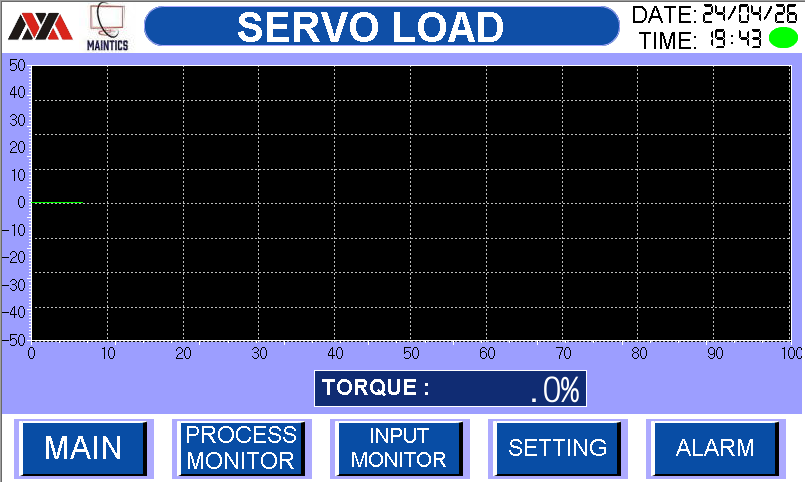 MAINTICS
SERVO LOAD
DATE: 24/04/26
TIME: 19:43
50
40
30
20
10
0
-10
-20
-30
-40
-50
0 10 20 30 40 50 60 70 80 90 100
TORQUE : .0%
MAIN
PROCESS
MONITOR
INPUT
MONITOR
SETTING
ALARM